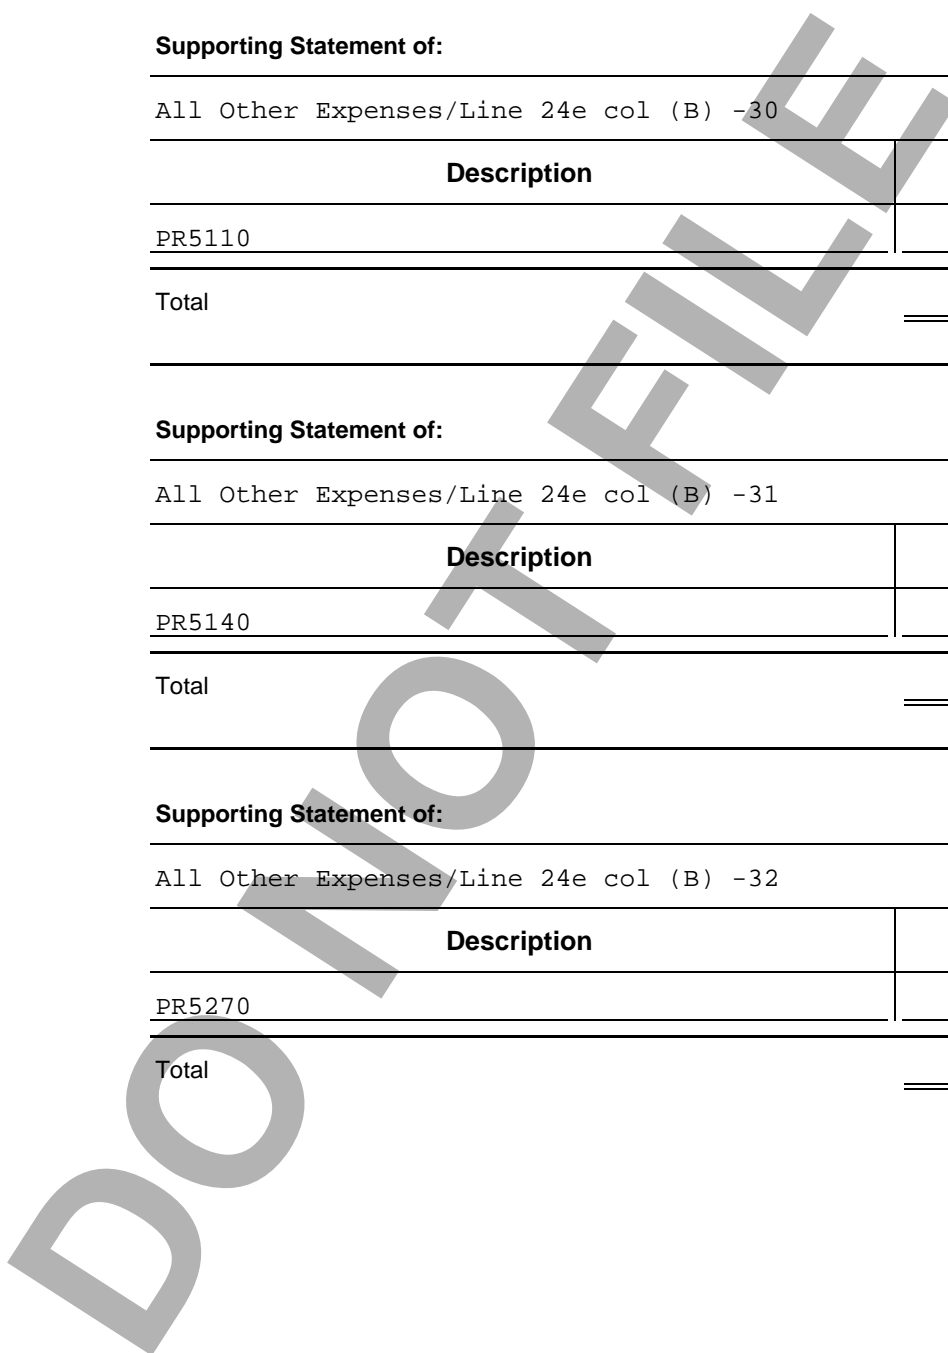 Supporting Statement of:
All Other Expenses/Line 24e col (B) -30
Description
PR5110
Total
Supporting Statement of:
All Other Expenses/Line 24e col (B) -31
Description
PR5140
Total
Supporting Statement of:
All Other Expenses/Line 24e col (B) -32
Description
PR5270
Total
DO NOT FILE